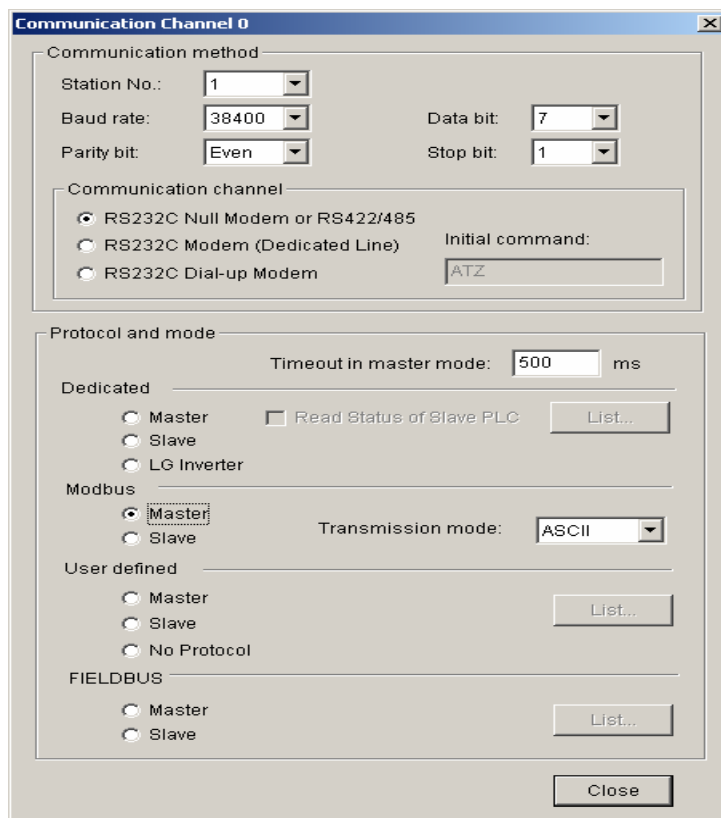 Communication Channel 0
Communication method
Station No.: 1
Baud rate: 38400 Data bit: 7
Parity bit: Even Stop bit: 1
Communication channel
RS232C Null Modem or RS422/485
RS232C Modem (Dedicated Line) Initial command:
RS232C Dial-up Modem ATZ
Protocol and mode
Timeout in master mode: 500 ms
Dedicated
Master Read Status of Slave PLC List...
Slave
LG Inverter
Modbus
Master
Slave Transmission mode: ASCII
User defined
Master
Slave List...
No Protocol
FIELDBUS
Master
Slave List...
Close